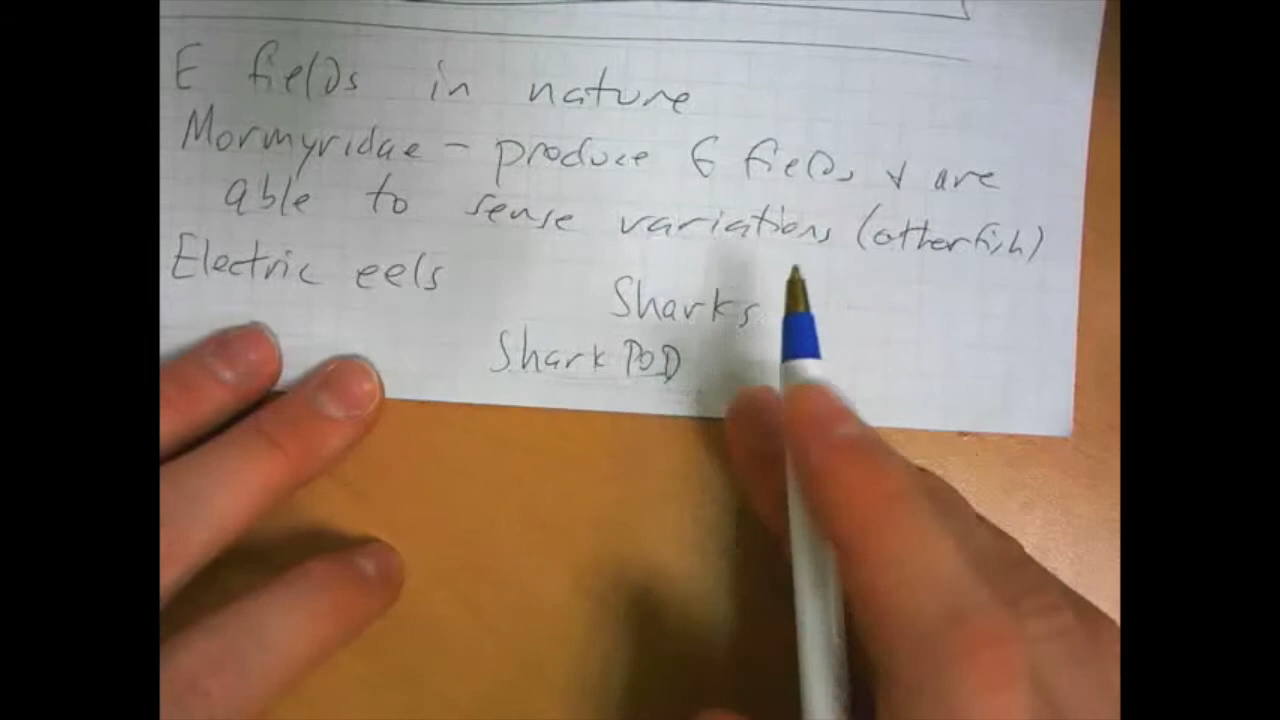 E fields in nature
Mormyridae - produce E fields & are
able to sense variations (other fish)
Electric eels
Sharks
Shark POD